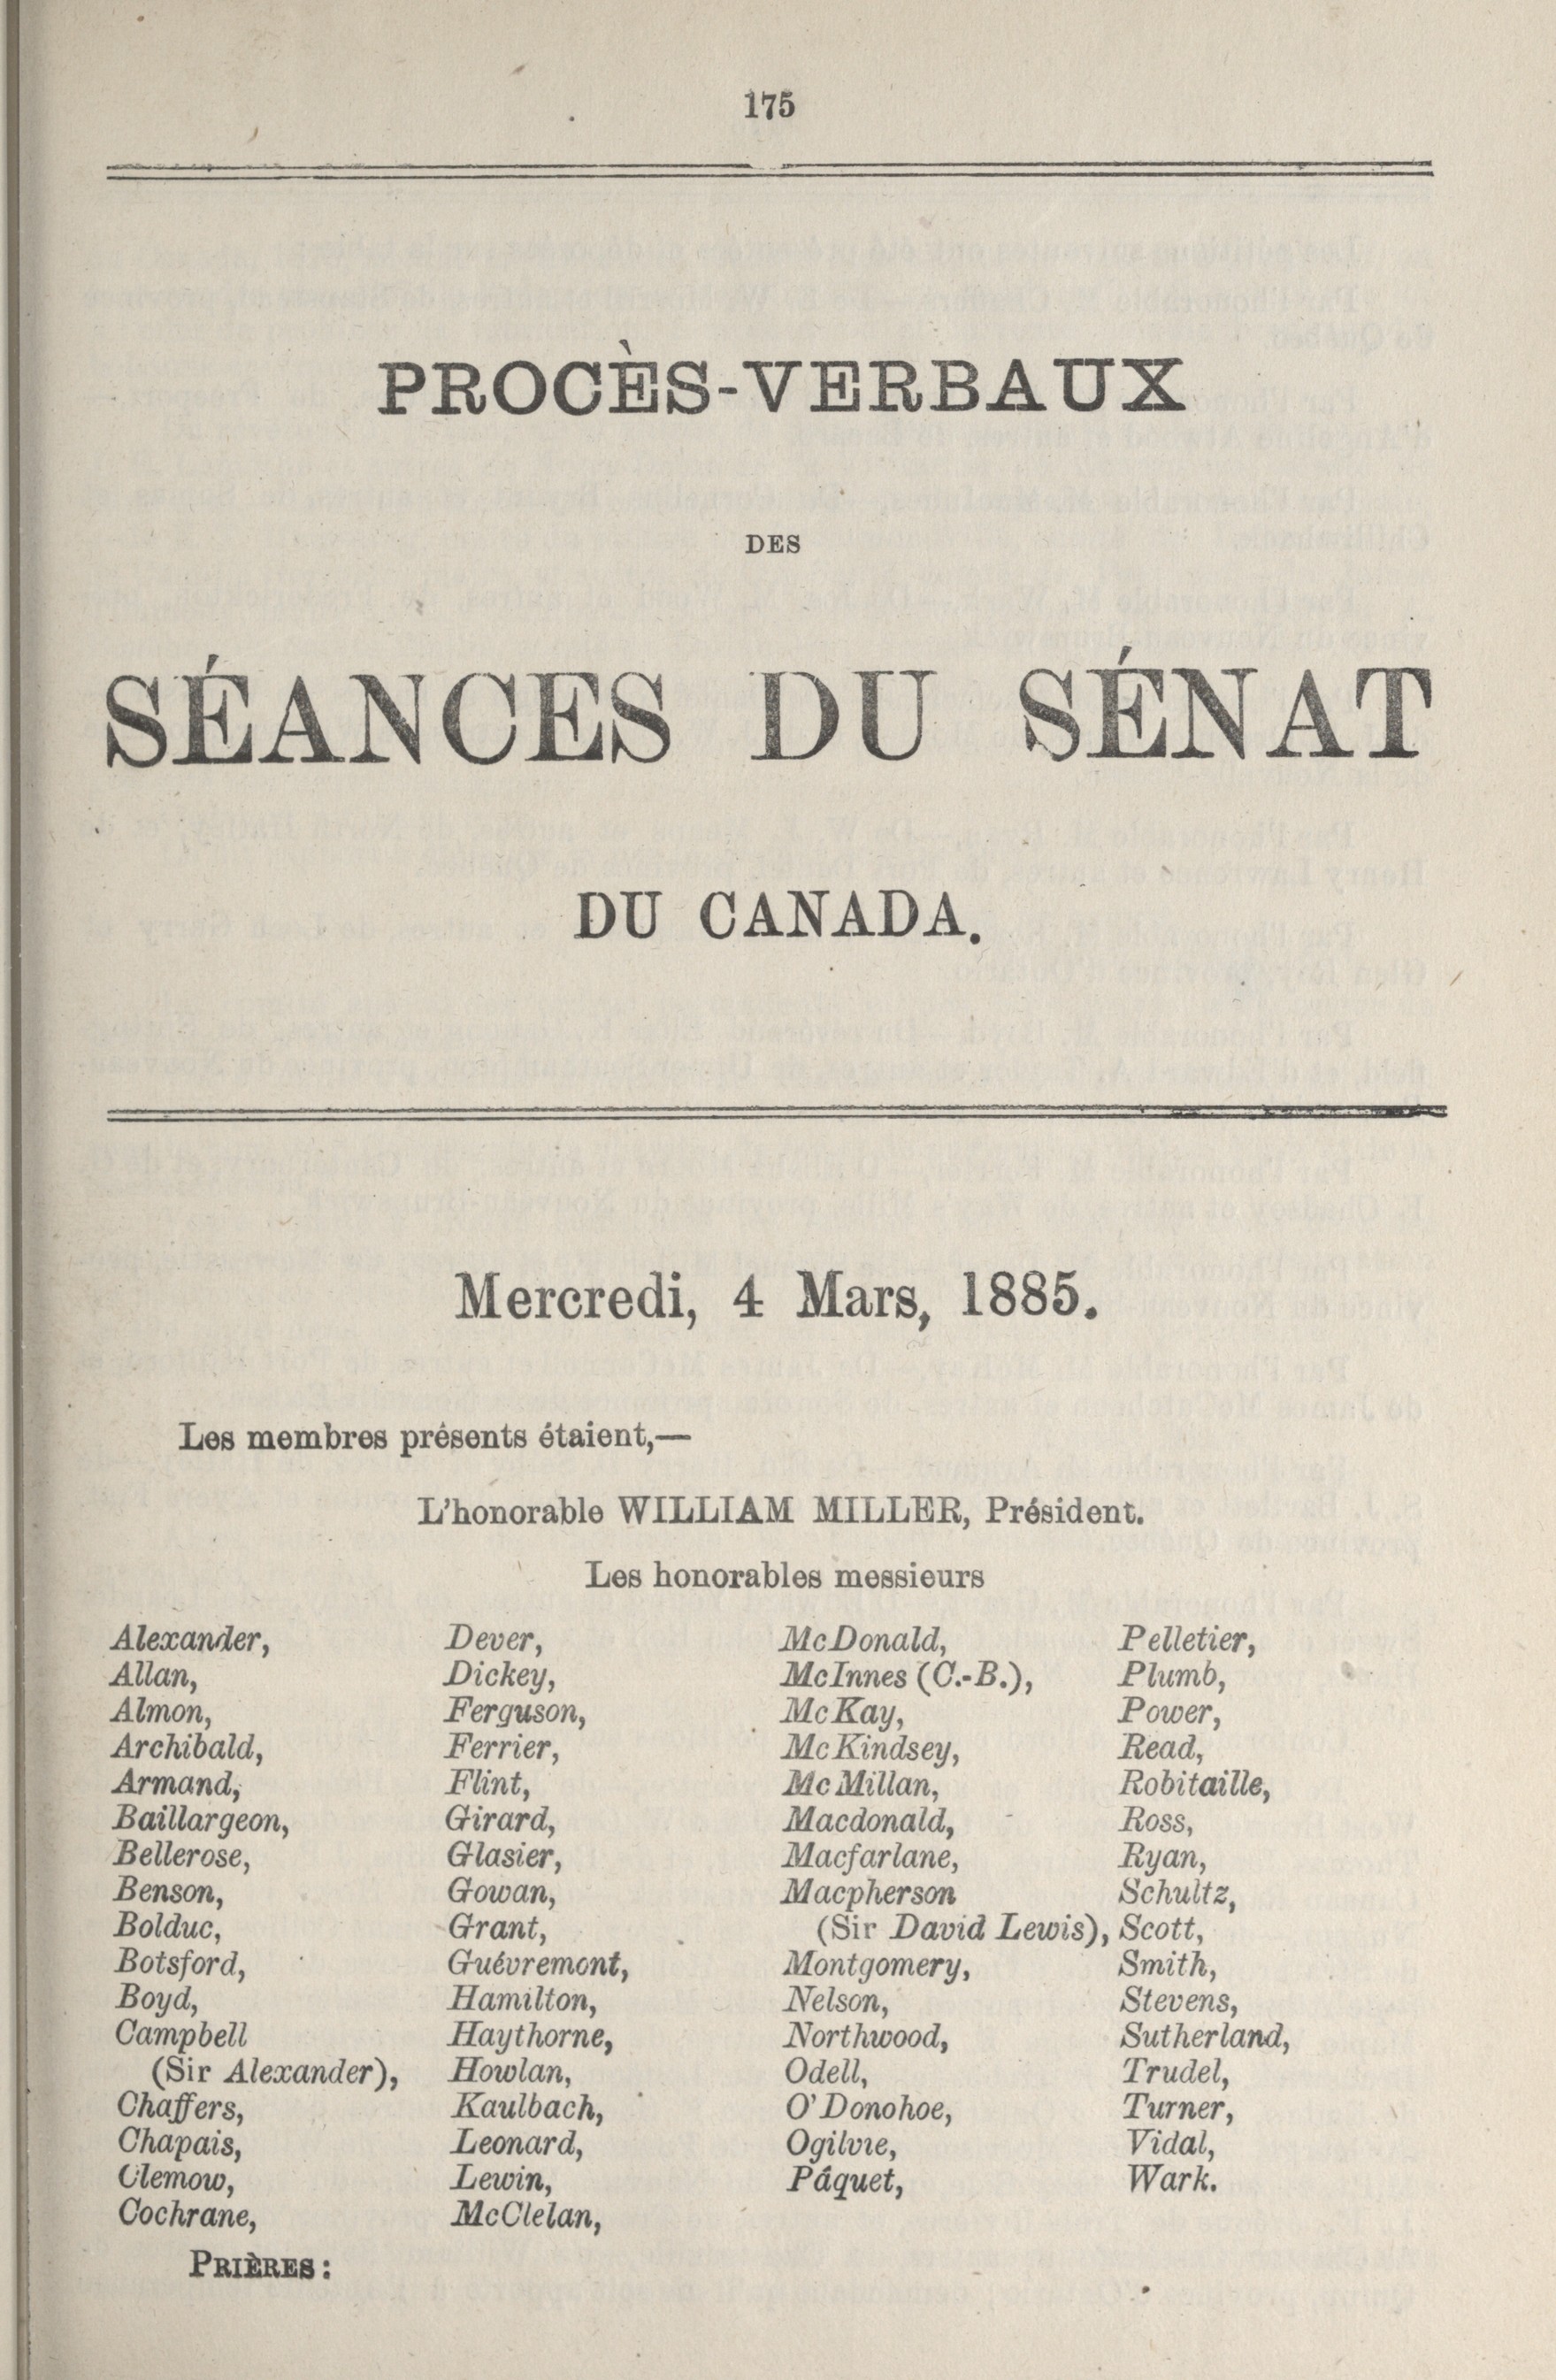 175
PROCÈS-VERBAUX
DES
SÉANCES DU SÉNAT
DU CANADA.
Mercredi, 4 Mars, 1885.
Les membres présents étaient,—
L'honorable WILLIAM MILLER, Président.
Les honorables messieurs
Alexander,
Allan,
Almon,
Archibald,
Armand,
Baillargeon,
Bellerose,
Benson,
Bolduc,
Botsford,
Boyd,
Campbell
(Sir Alexander),
Chaffers,
Chapais,
Clemow,
Cochrane,
Dever,
Dickey,
Ferguson,
Ferrier,
Flint,
Girard,
Glasier,
Gowan,
Grant,
Guévremont,
Hamilton,
Haythorne,
Howlan,
Kaulbach,
Leonard,
Lewin,
McClelan,
McDonald,
McInnes (C.-B.),
McKay,
McKindsey,
McMillan,
Macdonald,
Macfarlane,
Macpherson
(Sir David Lewis),
Montgomery,
Nelson,
Northwood,
Odell,
O'Donohoe,
Ogilvie,
Pâquet,
Pelletier,
Plumb,
Power,
Read,
Robitaille,
Ross,
Ryan,
Schultz,
Scott,
Smith,
Stevens,
Sutherland,
Trudel,
Turner,
Vidal,
Wark.
PRIÈRES :